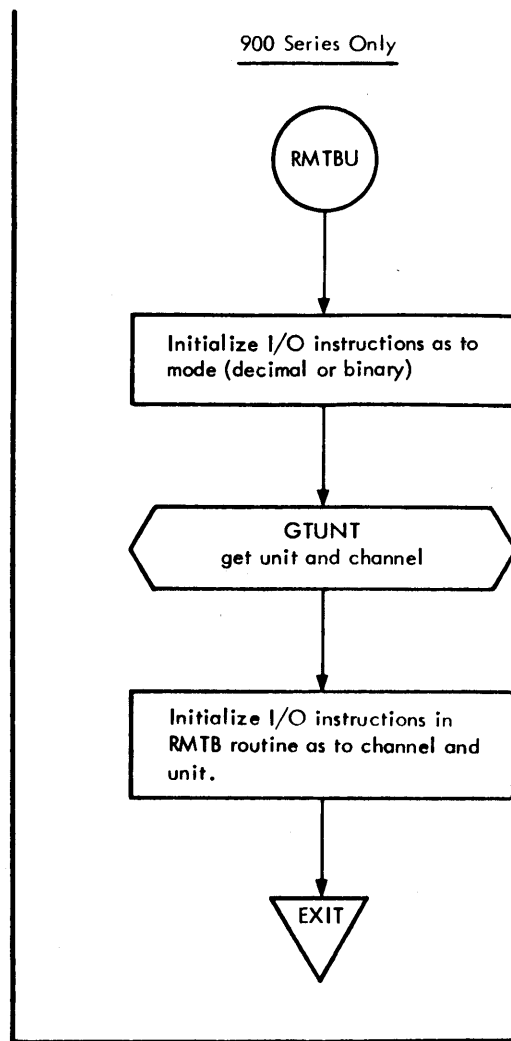 900 Series Only
RMTBU
Initialize I/O instructions as to
mode (decimal or binary)
GTUNT
get unit and channel
Initialize I/O instructions in
RMTB routine as to channel and
unit.
EXIT